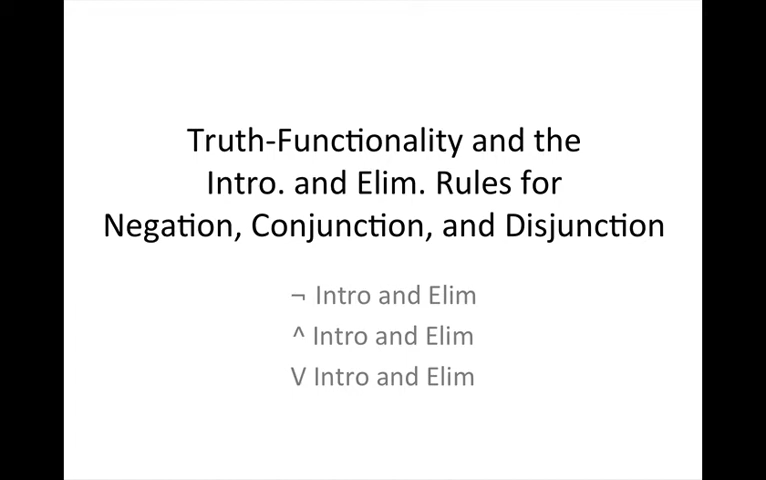 Truth-Functionality and the
Intro. and Elim. Rules for
Negation, Conjunction, and Disjunction
¬ Intro and Elim
^ Intro and Elim
V Intro and Elim